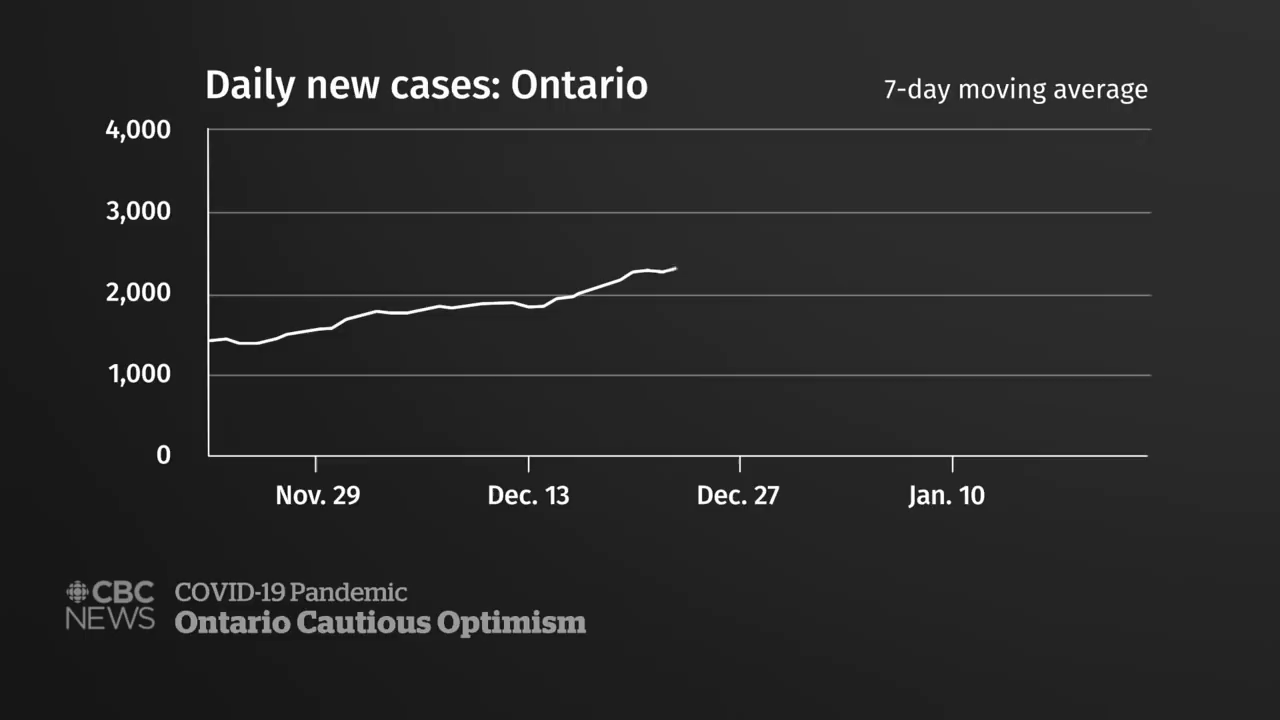 Daily new cases: Ontario
7-day moving average
4,000
3,000
2,000
1,000
0
Nov. 29
Dec. 13
Dec. 27
Jan. 10
CBC
NEWS
COVID-19 Pandemic
Ontario Cautious Optimism